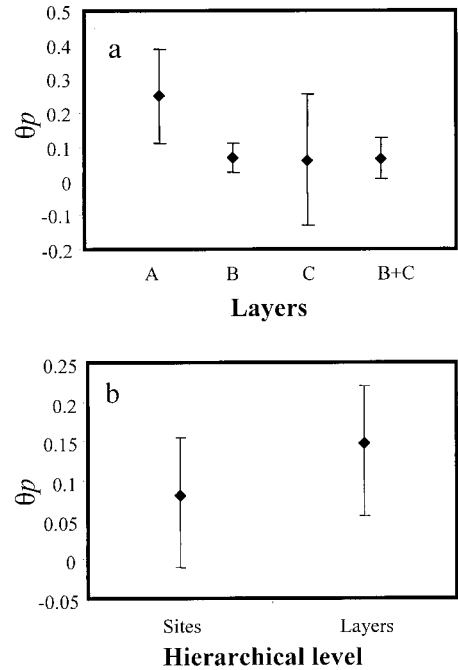 0.5
a
0.4
0.3
0.2
θp
0.1
0
-0.1
-0.2
A B C B+C
Layers
0.25
b
0.2
0.15
θp
0.1
0.05
0
-0.05
Sites Layers
Hierarchical level